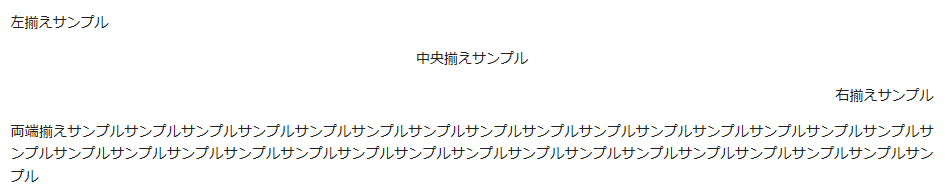 左揃えサンプル
中央揃えサンプル
右揃えサンプル
両端揃えサンプルサンプルサンプルサンプルサンプルサンプルサンプルサンプルサンプルサンプルサンプルサンプルサンプルサンプルサンプルサ
ンプルサンプルサンプルサンプルサンプルサンプルサンプルサンプルサンプルサンプルサンプルサンプルサンプルサンプルサンプルサンプルサン
プル